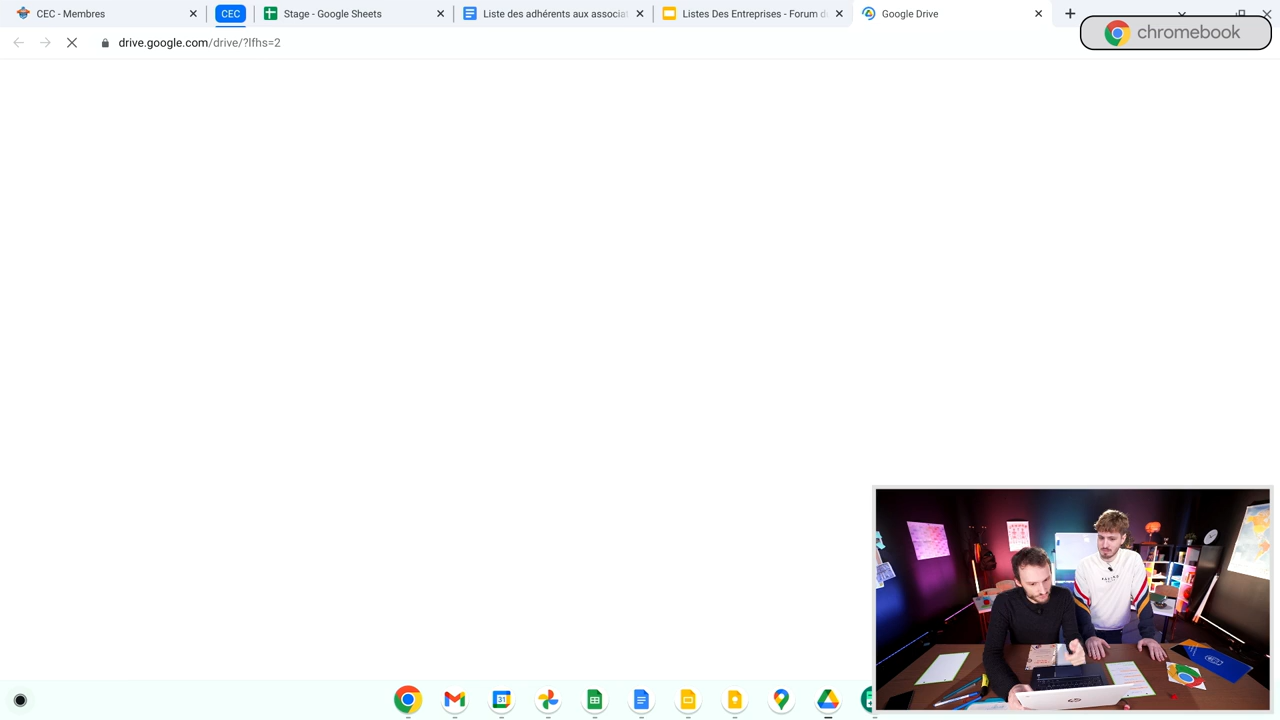 CEC - Membres
CEC
Stage - Google Sheets
Liste des adhérents aux associat
Listes Des Entreprises - Forum d
Google Drive
chromebook
drive.google.com/drive/?lfhs=2
31